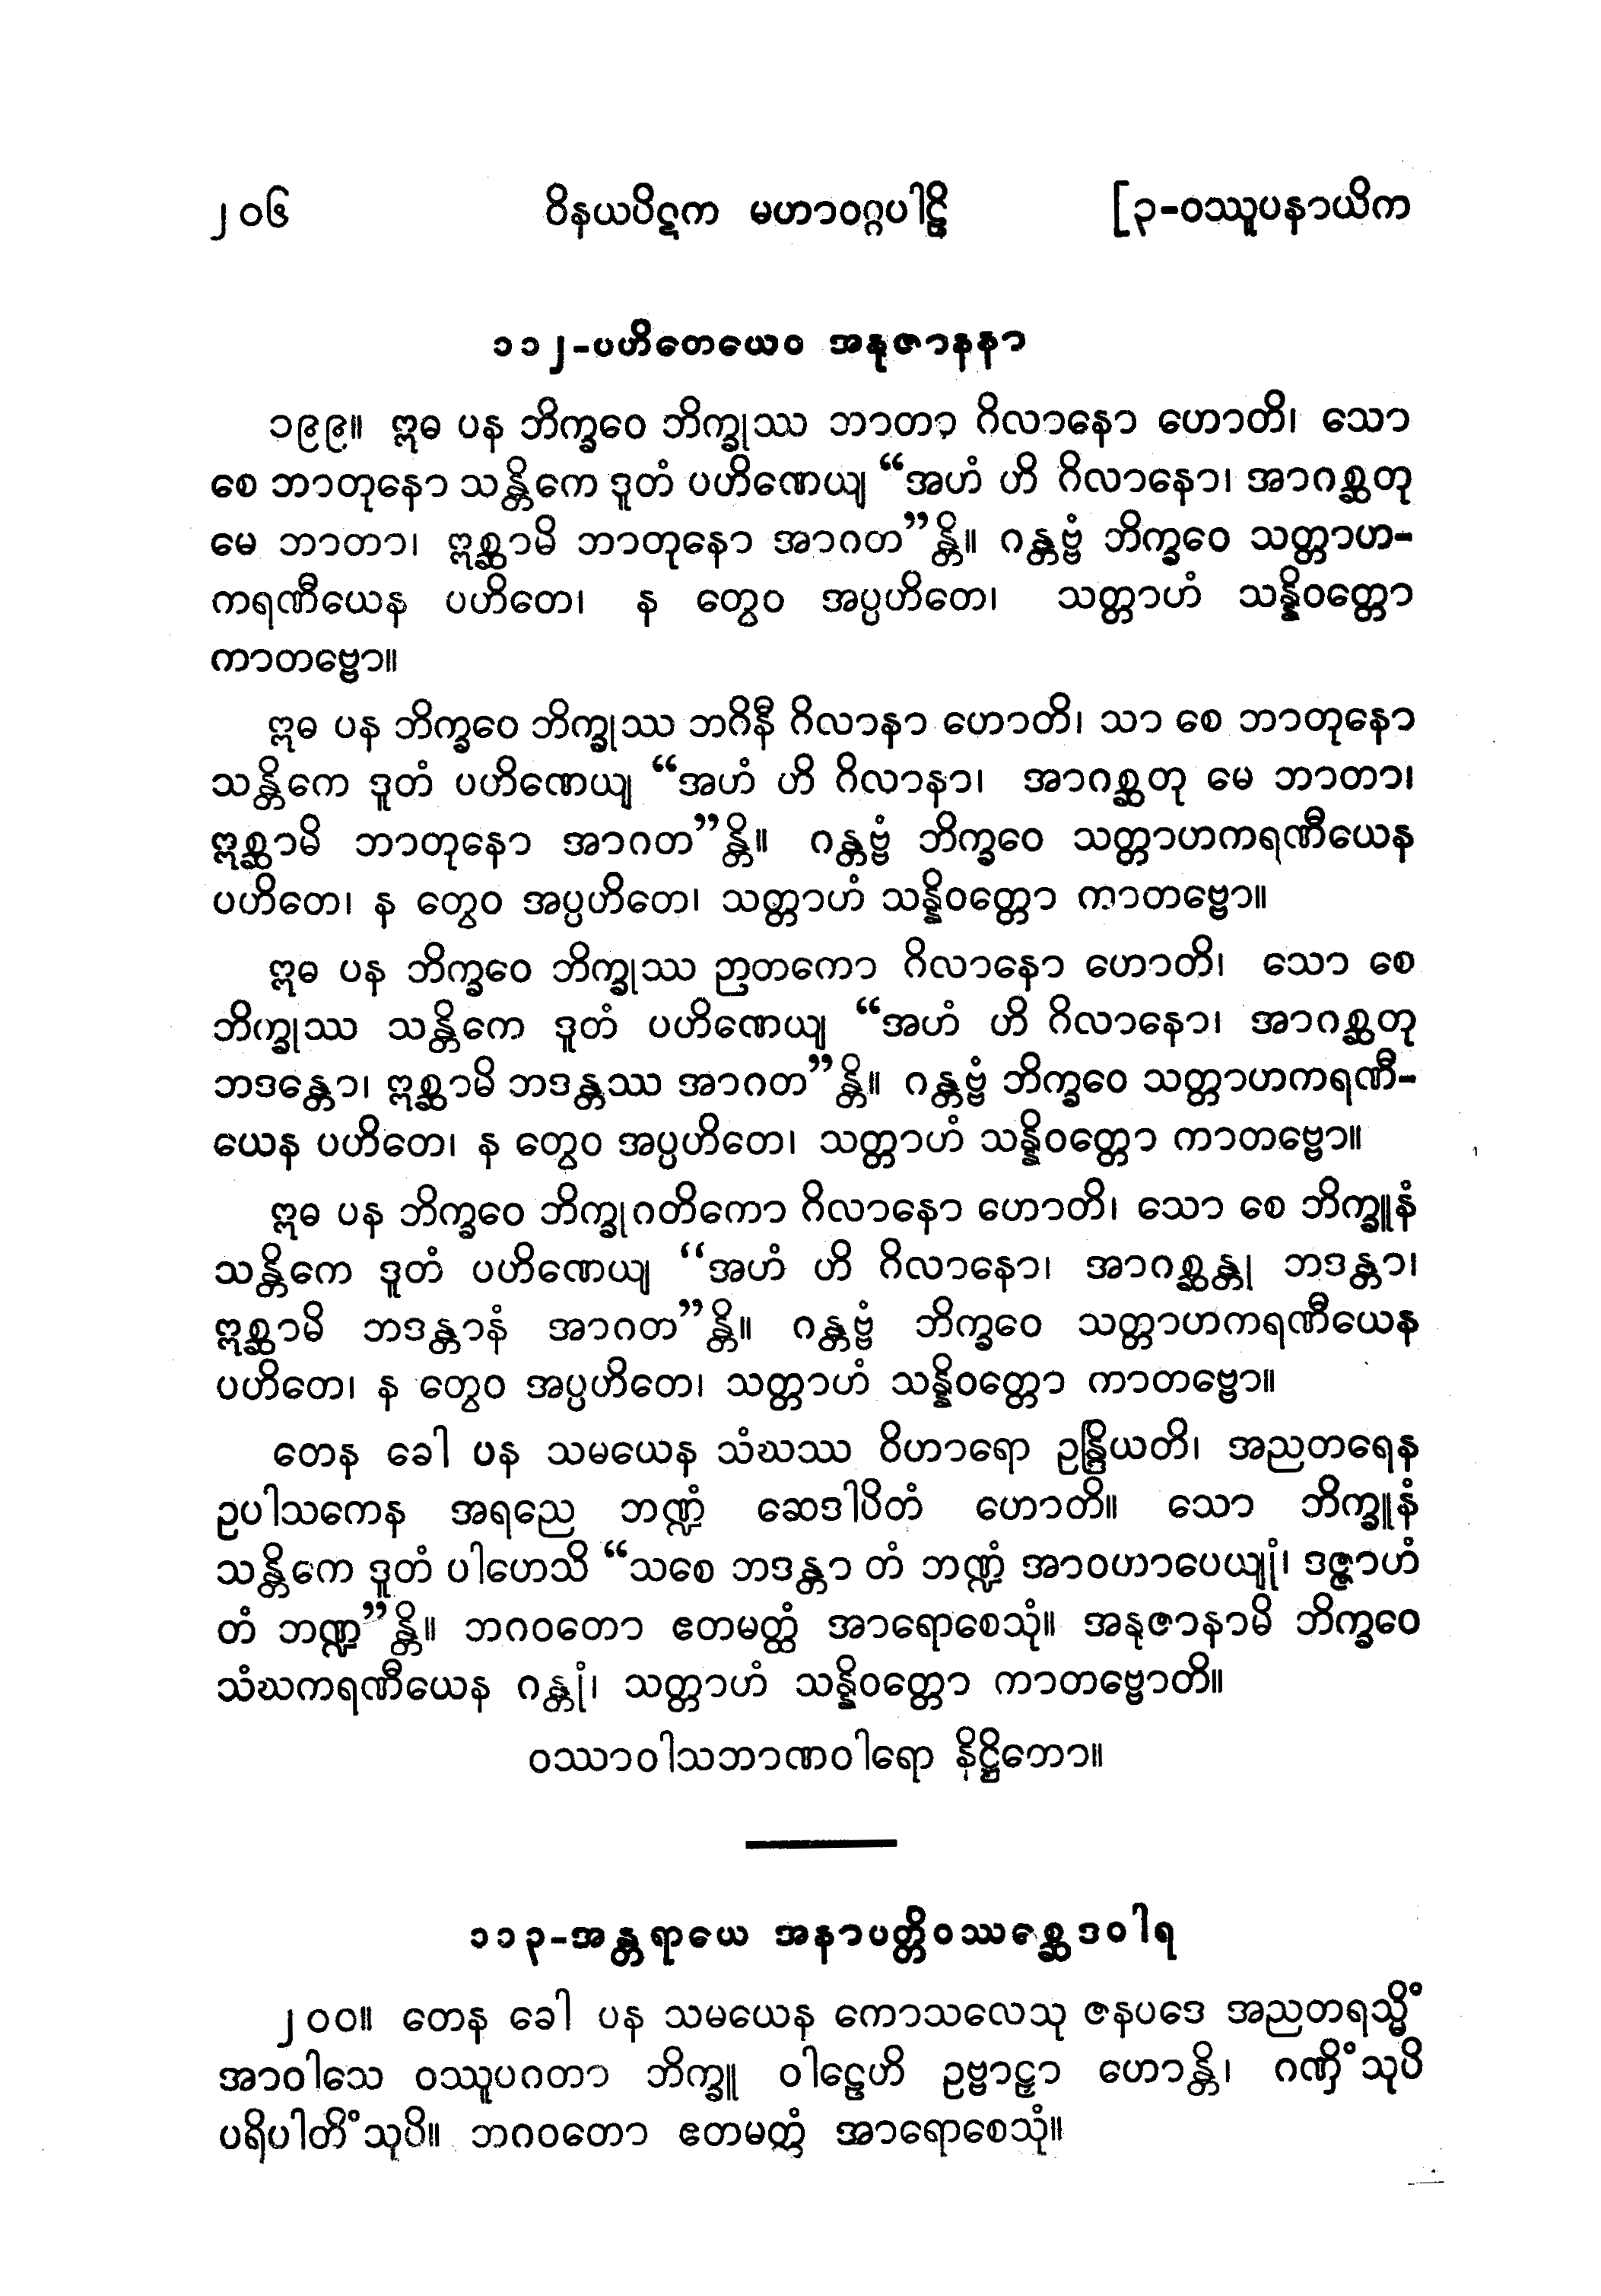 ၂၀၆ ဝိနယပိဋက မဟာဝဂ္ဂပါဠိ [၃-ဝဿူပနာယိက
၁၁၂-ပဟိတေယေဝ အနုဇာနနာ
၁၉၉။ ဣဓ ပန ဘိက္ခဝေ ဘိက္ခုဿ ဘာတာ ဂိလာနော ဟောတိ၊ သော
စေ ဘာတုနော သန္တိကေ ဒူတံ ပဟိဏေယျ “အဟံ ဟိ ဂိလာနော၊ အာဂစ္ဆတု
မေ ဘာတာ၊ ဣစ္ဆာမိ ဘာတုနော အာဂတ”န္တိ။ ဂန္တဗ္ဗံ ဘိက္ခဝေ သတ္တာဟ-
ကရဏီယေန ပဟိတေ၊ န တွေဝ အပ္ပဟိတေ၊ သတ္တာဟံ သန္နိဝတ္တော
ကာတဗ္ဗော။
ဣဓ ပန ဘိက္ခဝေ ဘိက္ခုဿ ဘဂိနီ ဂိလာနာ ဟောတိ၊ သာ စေ ဘာတုနော
သန္တိကေ ဒူတံ ပဟိဏေယျ “အဟံ ဟိ ဂိလာနာ၊ အာဂစ္ဆတု မေ ဘာတာ၊
ဣစ္ဆာမိ ဘာတုနော အာဂတ”န္တိ။ ဂန္တဗ္ဗံ ဘိက္ခဝေ သတ္တာဟကရဏီယေန
ပဟိတေ၊ န တွေဝ အပ္ပဟိတေ၊ သတ္တာဟံ သန္နိဝတ္တော ကာတဗ္ဗော။
ဣဓ ပန ဘိက္ခဝေ ဘိက္ခုဿ ဉာတကော ဂိလာနော ဟောတိ၊ သော စေ
ဘိက္ခုဿ သန္တိကေ ဒူတံ ပဟိဏေယျ “အဟံ ဟိ ဂိလာနော၊ အာဂစ္ဆတု
ဘဒန္တော၊ ဣစ္ဆာမိ ဘဒန္တဿ အာဂတ”န္တိ။ ဂန္တဗ္ဗံ ဘိက္ခဝေ သတ္တာဟကရဏီ-
ယေန ပဟိတေ၊ န တွေဝ အပ္ပဟိတေ၊ သတ္တာဟံ သန္နိဝတ္တော ကာတဗ္ဗော။
ဣဓ ပန ဘိက္ခဝေ ဘိက္ခုဂတိကော ဂိလာနော ဟောတိ၊ သော စေ ဘိက္ခူနံ
သန္တိကေ ဒူတံ ပဟိဏေယျ “အဟံ ဟိ ဂိလာနော၊ အာဂစ္ဆန္တု ဘဒန္တာ၊
ဣစ္ဆာမိ ဘဒန္တာနံ အာဂတ”န္တိ။ ဂန္တဗ္ဗံ ဘိက္ခဝေ သတ္တာဟကရဏီယေန
ပဟိတေ၊ န တွေဝ အပ္ပဟိတေ၊ သတ္တာဟံ သန္နိဝတ္တော ကာတဗ္ဗော။
တေန ခေါ ပန သမယေန သံဃဿ ဝိဟာရော ဥန္ဒြိယတိ၊ အညတရေန
ဥပါသကေန အရညေ ဘဏ္ဍံ ဆေဒါပိတံ ဟောတိ။ သော ဘိက္ခူနံ
သန္တိကေ ဒူတံ ပါဟေသိ “သစေ ဘဒန္တာ တံ ဘဏ္ဍံ အာဝဟာပေယျုံ၊ ဒဇ္ဇာဟံ
တံ ဘဏ္ဍ”န္တိ။ ဘဂဝတော ဧတမတ္ထံ အာရောစေသုံ။ အနုဇာနာမိ ဘိက္ခဝေ
သံဃကရဏီယေန ဂန္တုံ၊ သတ္တာဟံ သန္နိဝတ္တော ကာတဗ္ဗောတိ။
ဝဿာဝါသဘာဏဝါရော နိဋ္ဌိတော။
၁၁၃-အန္တရာယေ အနာပတ္တိဝဿစ္ဆေဒဝါရ
၂၀၀။ တေန ခေါ ပန သမယေန ကောသလေသု ဇနပဒေ အညတရသ္မိံ
အာဝါသေ ဝဿူပဂတာ ဘိက္ခူ ဝါဠေဟိ ဥဗ္ဗာဠှာ ဟောန္တိ၊ ဂဏှိံသုပိ
ပရိပါတိံသုပိ။ ဘဂဝတော ဧတမတ္ထံ အာရောစေသုံ။